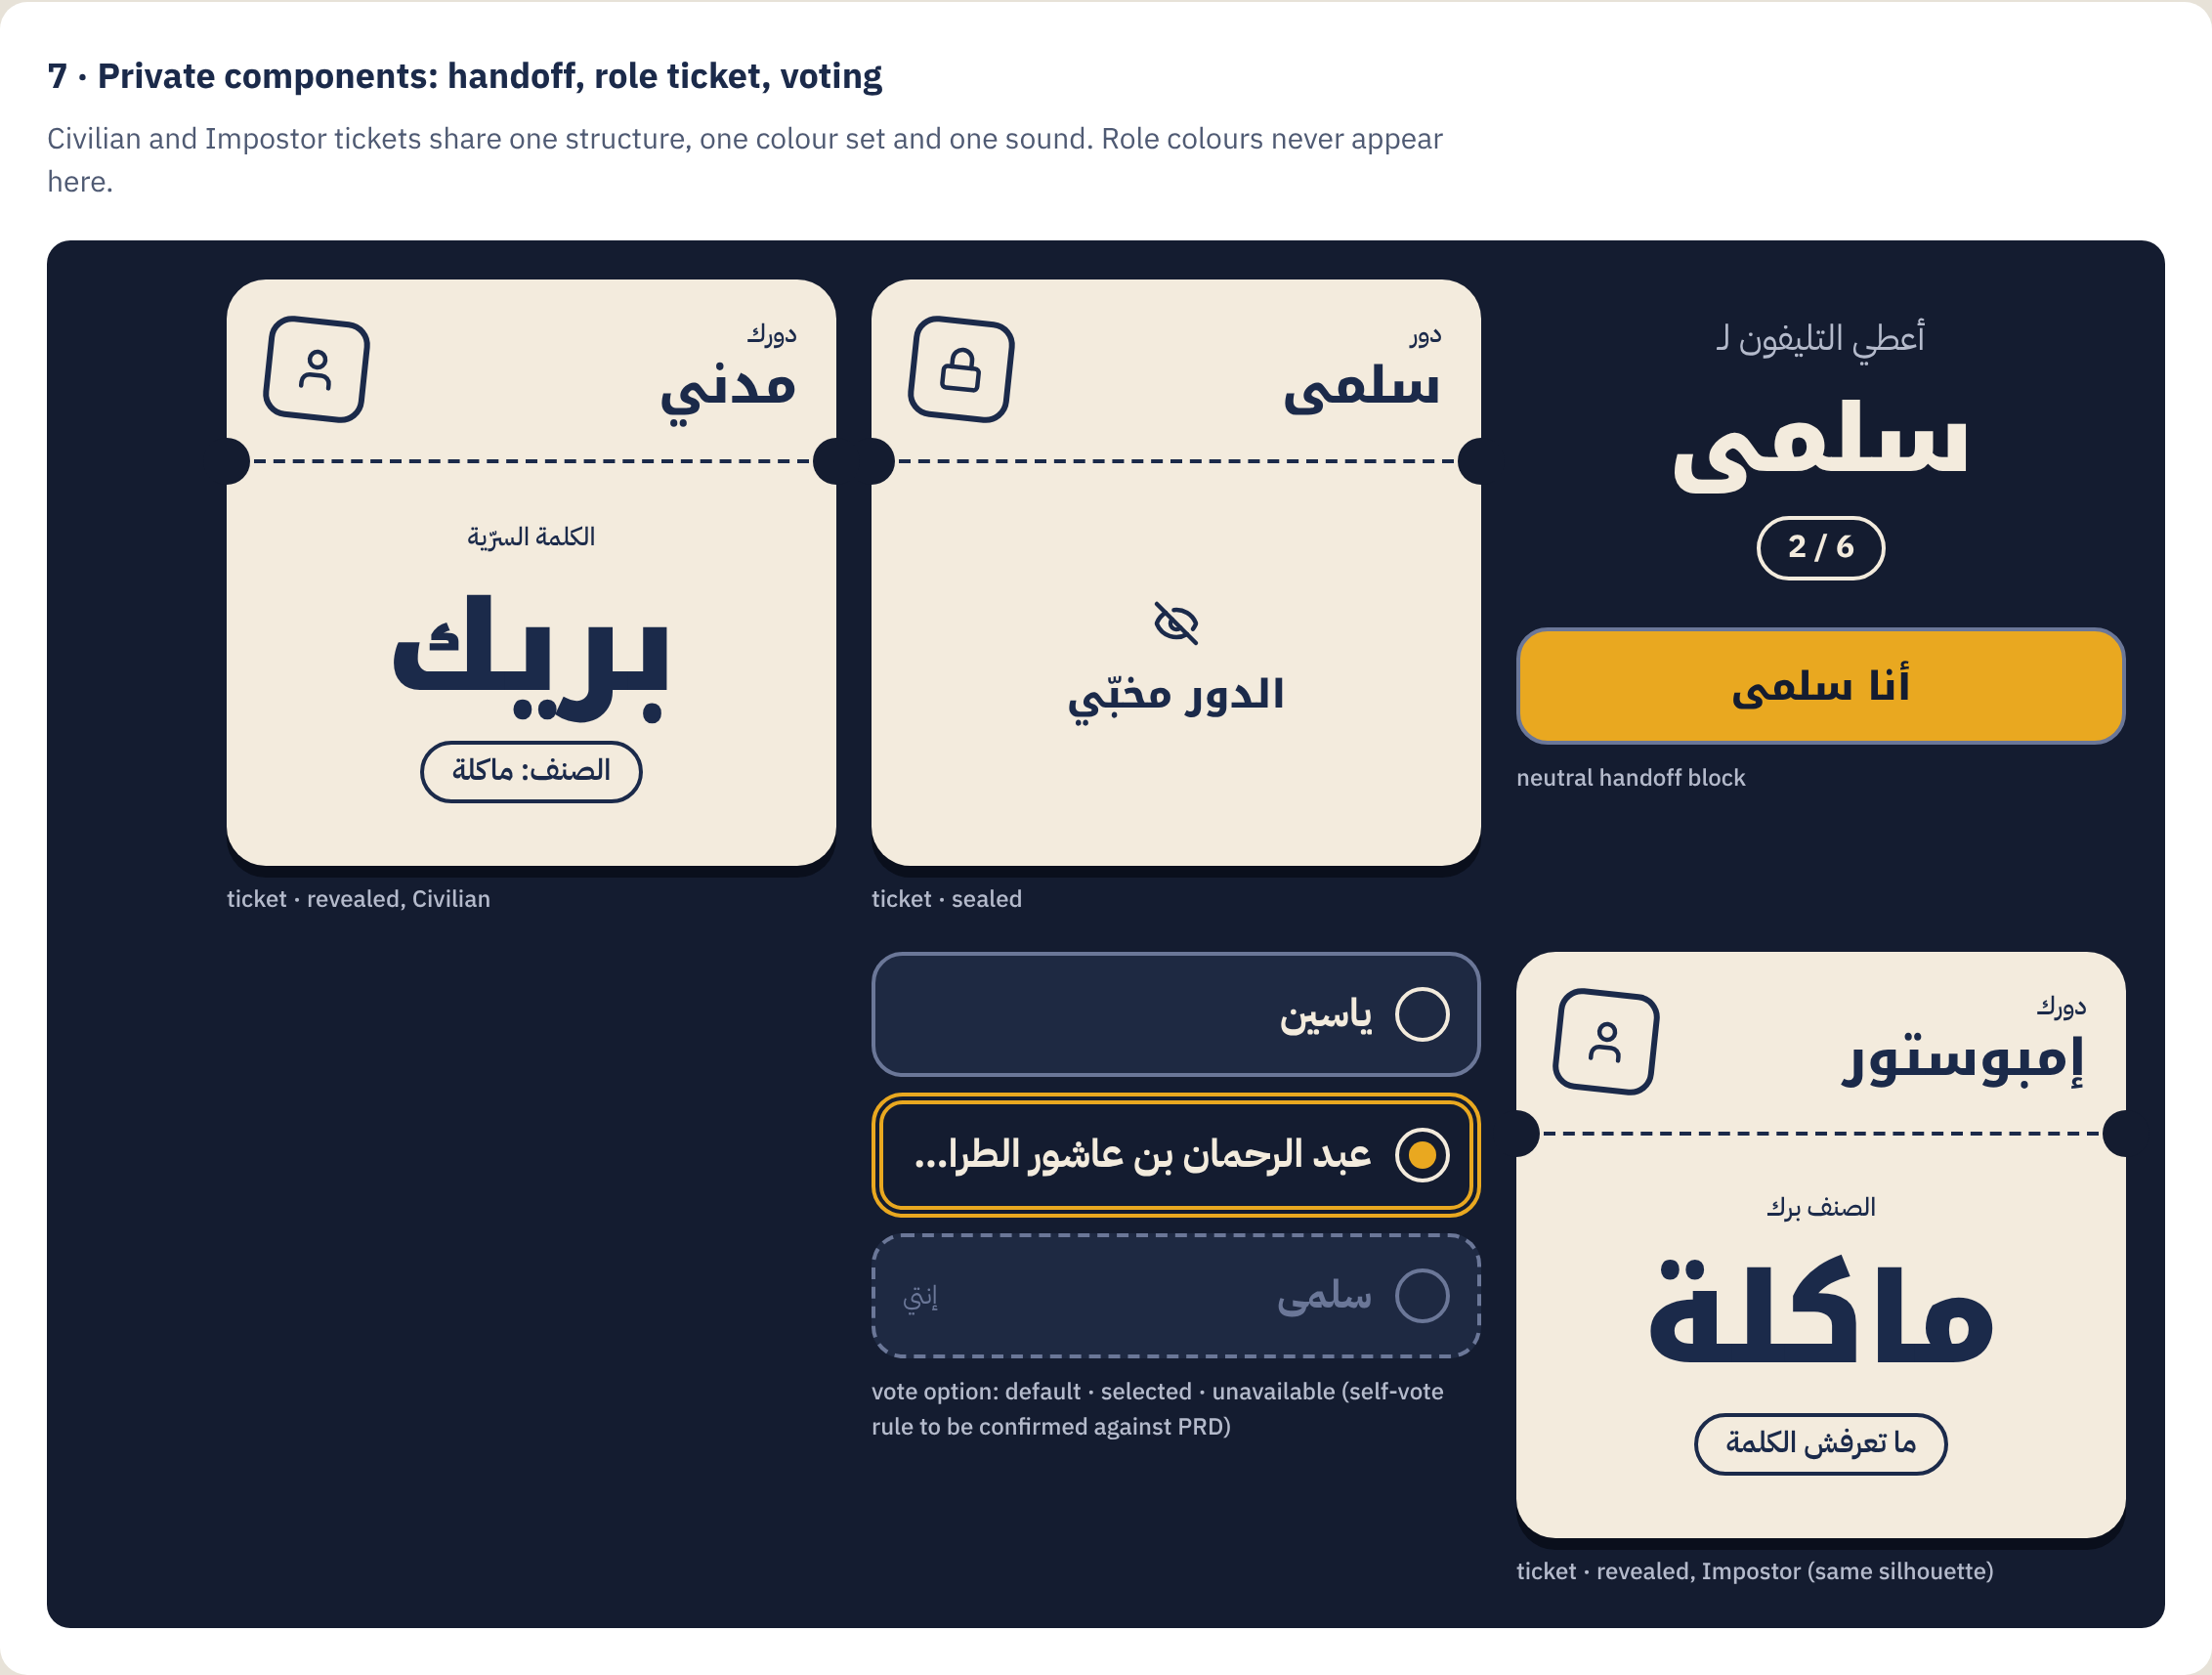 7 · Private components: handoff, role ticket, voting
Civilian and Impostor tickets share one structure, one colour set and one sound. Role colours never appear
here.
أعطي التليفون لـ
سلمى
2 / 6
أنا سلمى
neutral handoff block
دور
سلمى
الدور مخبّي
ticket · sealed
دورك
مدني
الكلمة السرّية
بريك
الصنف: ماكلة
ticket · revealed, Civilian
دورك
إمبوستور
الصنف برك
ماكلة
ما تعرفش الكلمة
ticket · revealed, Impostor (same silhouette)
ياسين
عبد الرحمان بن عاشور الطرا...
سلمى
إنتي
vote option: default · selected · unavailable (self-vote
rule to be confirmed against PRD)